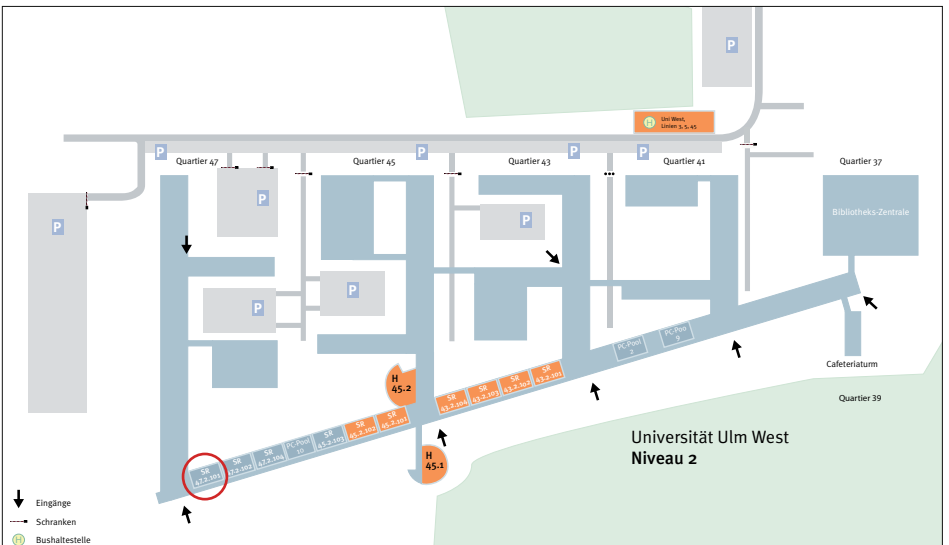 P
H
Uni West,
Linien 3, 5, 45
P
P
P
P
Quartier 47
Quartier 45
Quartier 43
Quartier 41
Quartier 37
P
P
P
Bibliotheks-Zentrale
P
P
PC-Pool
2
PC-Poo
9
Cafeteriaturm
Quartier 39
H
45.2
SR
43.2.104
SR
43.2.103
SR
43.2.102
SR
43.2.101
SR
47.2.101
SR
47.2.102
SR
47.2.104
PC-Pool
10
SR
45.2.103
SR
45.2.102
SR
45.2.101
H
45.1
Universität Ulm West
Niveau 2
Eingänge
Schranken
H
Bushaltestelle